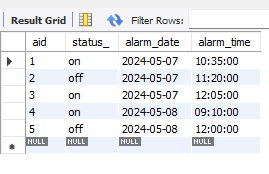 Result Grid Filter Rows:
aid status_ alarm_date alarm_time
1 on 2024-05-07 10:35:00
2 off 2024-05-07 11:20:00
3 on 2024-05-07 12:05:00
4 on 2024-05-08 09:10:00
5 off 2024-05-08 12:00:00
NULL NULL NULL NULL